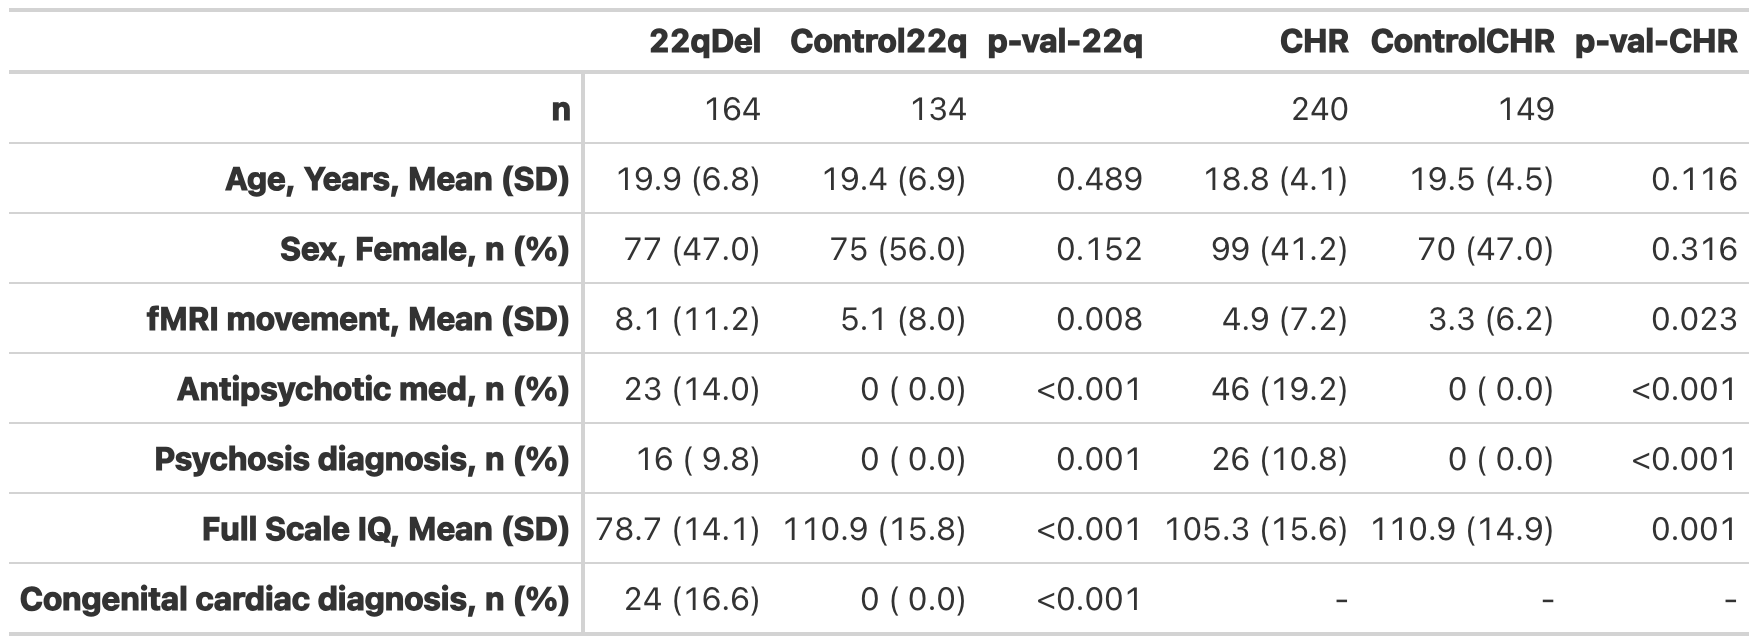 22qDel Control22q p-val-22q CHR ControlCHR p-val-CHR
n 164 134 240 149
Age, Years, Mean (SD) 19.9 (6.8) 19.4 (6.9) 0.489 18.8 (4.1) 19.5 (4.5) 0.116
Sex, Female, n (%) 77 (47.0) 75 (56.0) 0.152 99 (41.2) 70 (47.0) 0.316
fMRI movement, Mean (SD) 8.1 (11.2) 5.1 (8.0) 0.008 4.9 (7.2) 3.3 (6.2) 0.023
Antipsychotic med, n (%) 23 (14.0) 0 ( 0.0) <0.001 46 (19.2) 0 ( 0.0) <0.001
Psychosis diagnosis, n (%) 16 ( 9.8) 0 ( 0.0) 0.001 26 (10.8) 0 ( 0.0) <0.001
Full Scale IQ, Mean (SD) 78.7 (14.1) 110.9 (15.8) <0.001 105.3 (15.6) 110.9 (14.9) 0.001
Congenital cardiac diagnosis, n (%) 24 (16.6) 0 ( 0.0) <0.001 - - -